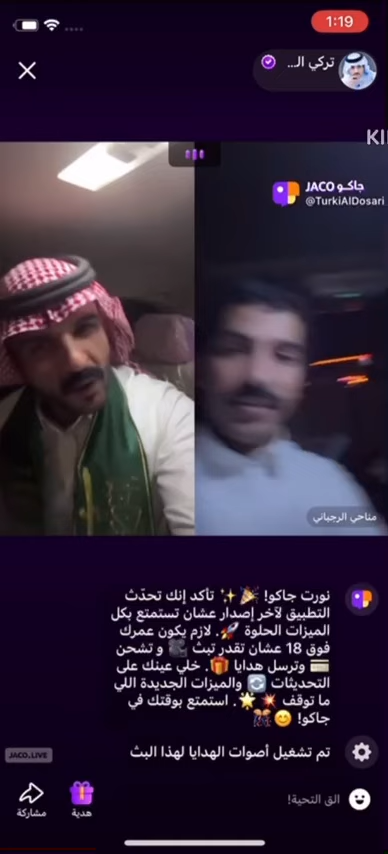 1:19
تركي الـ...
KI
جاكو JACO
@TurkiAlDosari
مناحي الرجباني
نورت جاكو! 🎉✨ تأكد إنك تحدّث
التطبيق لآخر إصدار عشان تستمتع بكل
الميزات الحلوة 🚀. لازم يكون عمرك
فوق 18 عشان تقدر تبث 🎥 و تشحن
💳 وترسل هدايا 🎁. خلي عينك على
التحديثات 🔄 والميزات الجديدة اللي
ما توقف 💥🌟. استمتع بوقتك في
جاكو! 😊🎊
تم تشغيل أصوات الهدايا لهذا البث
JACO.LIVE
الق التحية!
هدية
مشاركة